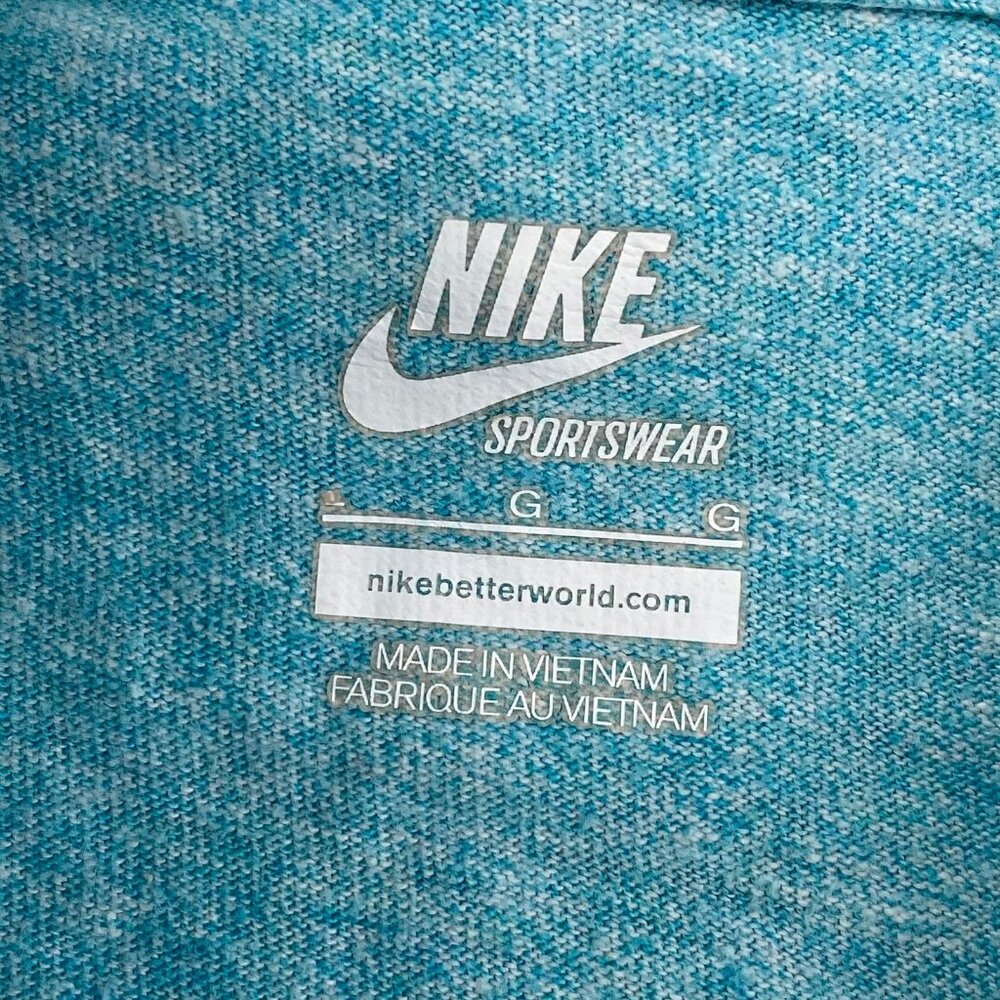 NIKE
SPORTSWEAR
L G G
nikebetterworld.com
MADE IN VIETNAM
FABRIQUE AU VIETNAM